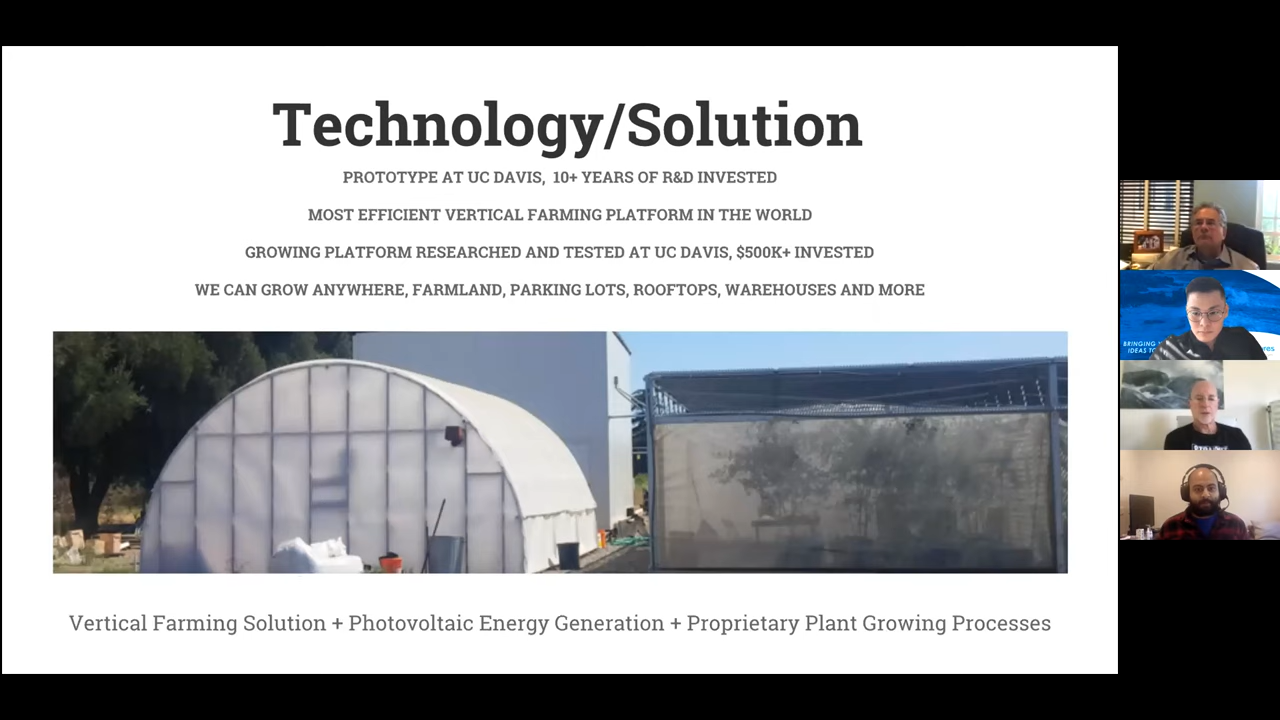 Technology/Solution
PROTOTYPE AT UC DAVIS, 10+ YEARS OF R&D INVESTED
MOST EFFICIENT VERTICAL FARMING PLATFORM IN THE WORLD
GROWING PLATFORM RESEARCHED AND TESTED AT UC DAVIS, $500K+ INVESTED
WE CAN GROW ANYWHERE, FARMLAND, PARKING LOTS, ROOFTOPS, WAREHOUSES AND MORE
Vertical Farming Solution + Photovoltaic Energy Generation + Proprietary Plant Growing Processes
BRINGING
IDEAS